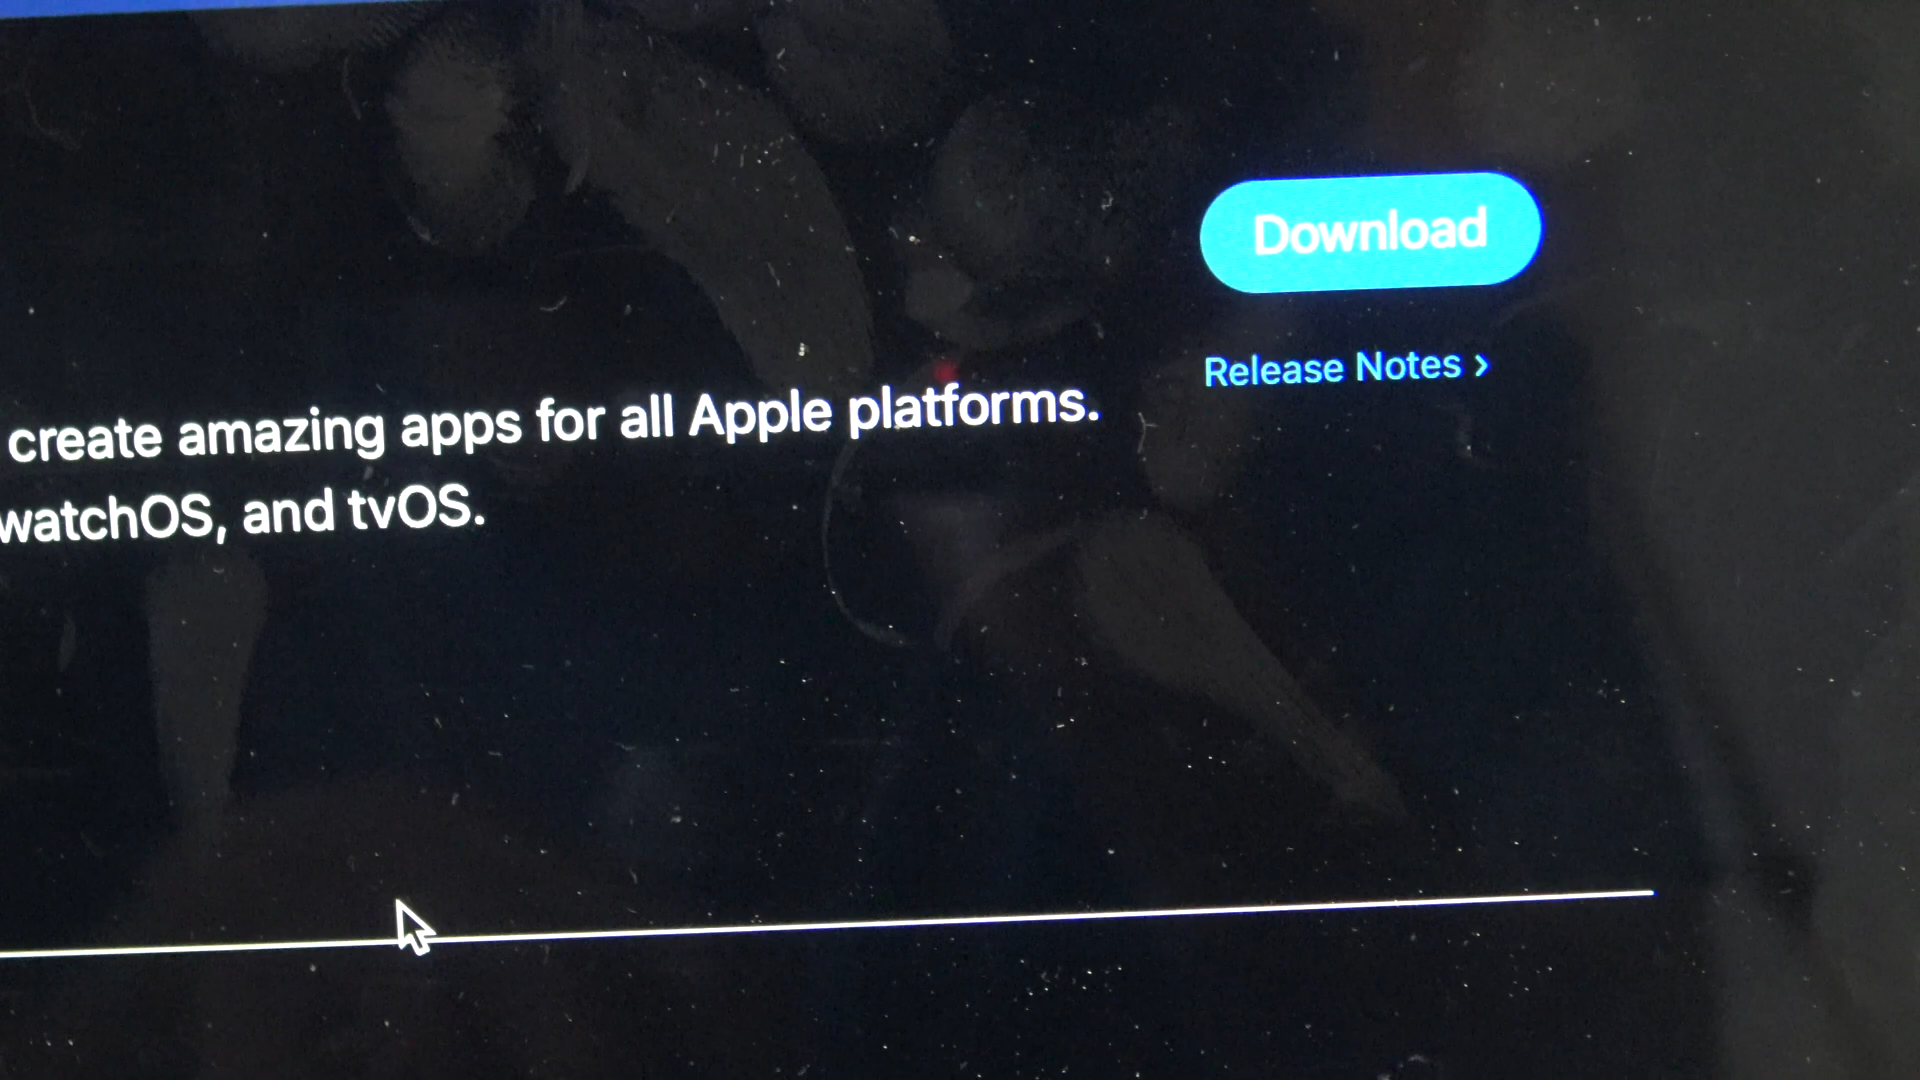 Download
Release Notes >
create amazing apps for all Apple platforms.
watchOS, and tvOS.